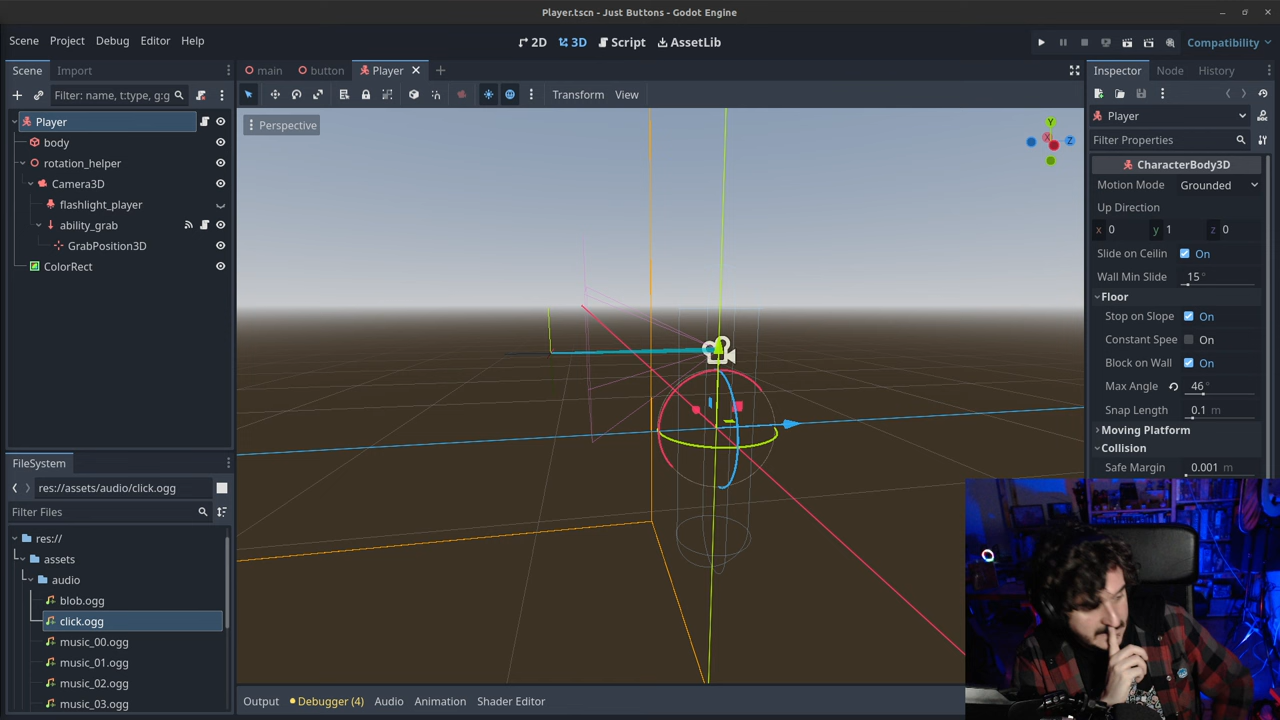 Player.tscn - Just Buttons - Godot Engine
Scene Project Debug Editor Help
2D 3D Script AssetLib
Compatibility
Scene Import
main button Player
Inspector Node History
Filter: name, t:type, g:g
Transform View
Player
Player
Filter Properties
body
rotation_helper
Camera3D
flashlight_player
ability_grab
GrabPosition3D
ColorRect
Perspective
Y
X
Z
CharacterBody3D
Motion Mode Grounded
Up Direction
x 0 y 1 z 0
Slide on Ceilin On
Wall Min Slide 15 °
Floor
Stop on Slope On
Constant Spee On
Block on Wall On
Max Angle 46 °
Snap Length 0.1 m
Moving Platform
Collision
Safe Margin 0.001 m
FileSystem
res://assets/audio/click.ogg
Filter Files
res://
assets
audio
blob.ogg
click.ogg
music_00.ogg
music_01.ogg
music_02.ogg
music_03.ogg
Output Debugger (4) Audio Animation Shader Editor